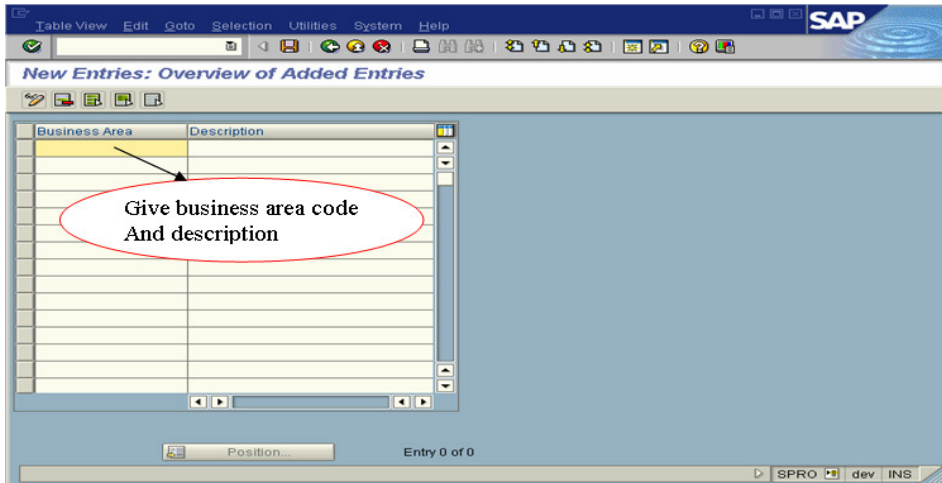 Table View Edit Goto Selection Utilities System Help
SAP
New Entries: Overview of Added Entries
Business Area Description
Give business area code
And description
Position... Entry 0 of 0
SPRO dev INS